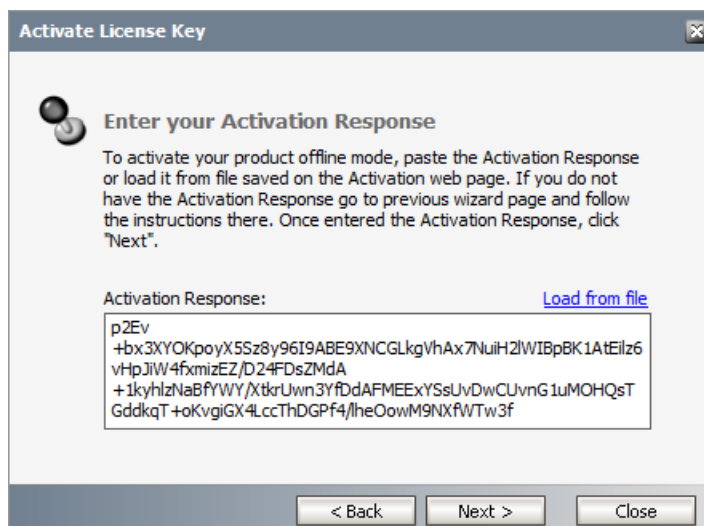 Activate License Key
Enter your Activation Response
To activate your product offline mode, paste the Activation Response
or load it from file saved on the Activation web page. If you do not
have the Activation Response go to previous wizard page and follow
the instructions there. Once entered the Activation Response, click
"Next".
Activation Response:
Load from file
p2Ev
+bx3XYOKpoyX5Sz8y96I9ABE9XNCGLkgVhAx7NuiH2lWIBpBK1AtEilz6
vHpJiW4fxmizEZ/D24FDsZMdA
+1kyhlzNaBfYWY/XtkrUwn3YfDdAFMEExYSsUvDwCUvnG1uMOHQsT
GddkqT+oKvgiGX4LccThDGPf4/lheOowM9NXfWTw3f
< Back
Next >
Close